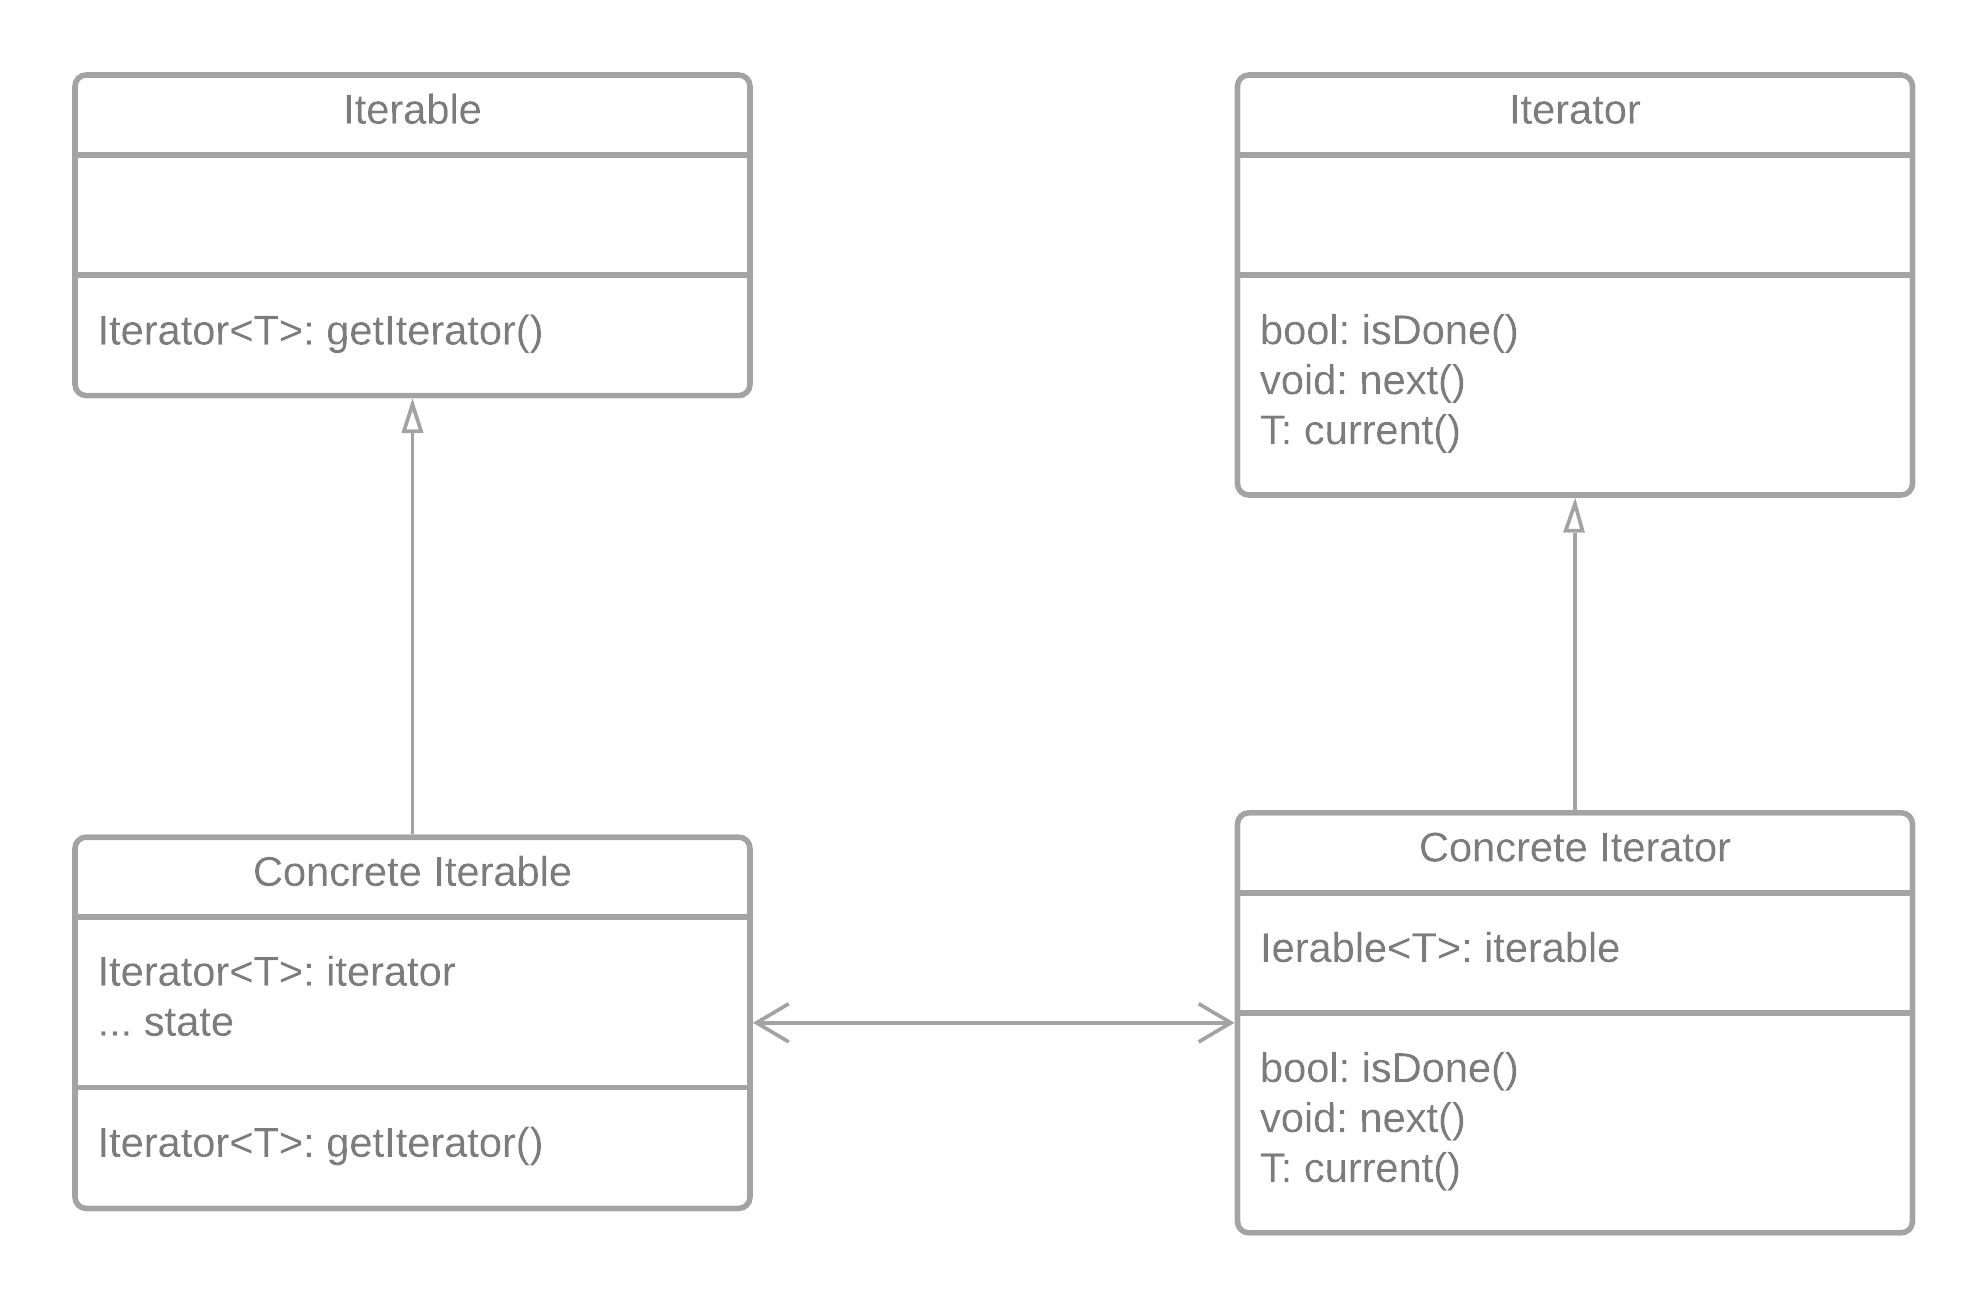 Iterable
Iterator<T>: getIterator()
Iterator
bool: isDone()
void: next()
T: current()
Concrete Iterable
Iterator<T>: iterator
... state
Iterator<T>: getIterator()
Concrete Iterator
Ierable<T>: iterable
bool: isDone()
void: next()
T: current()